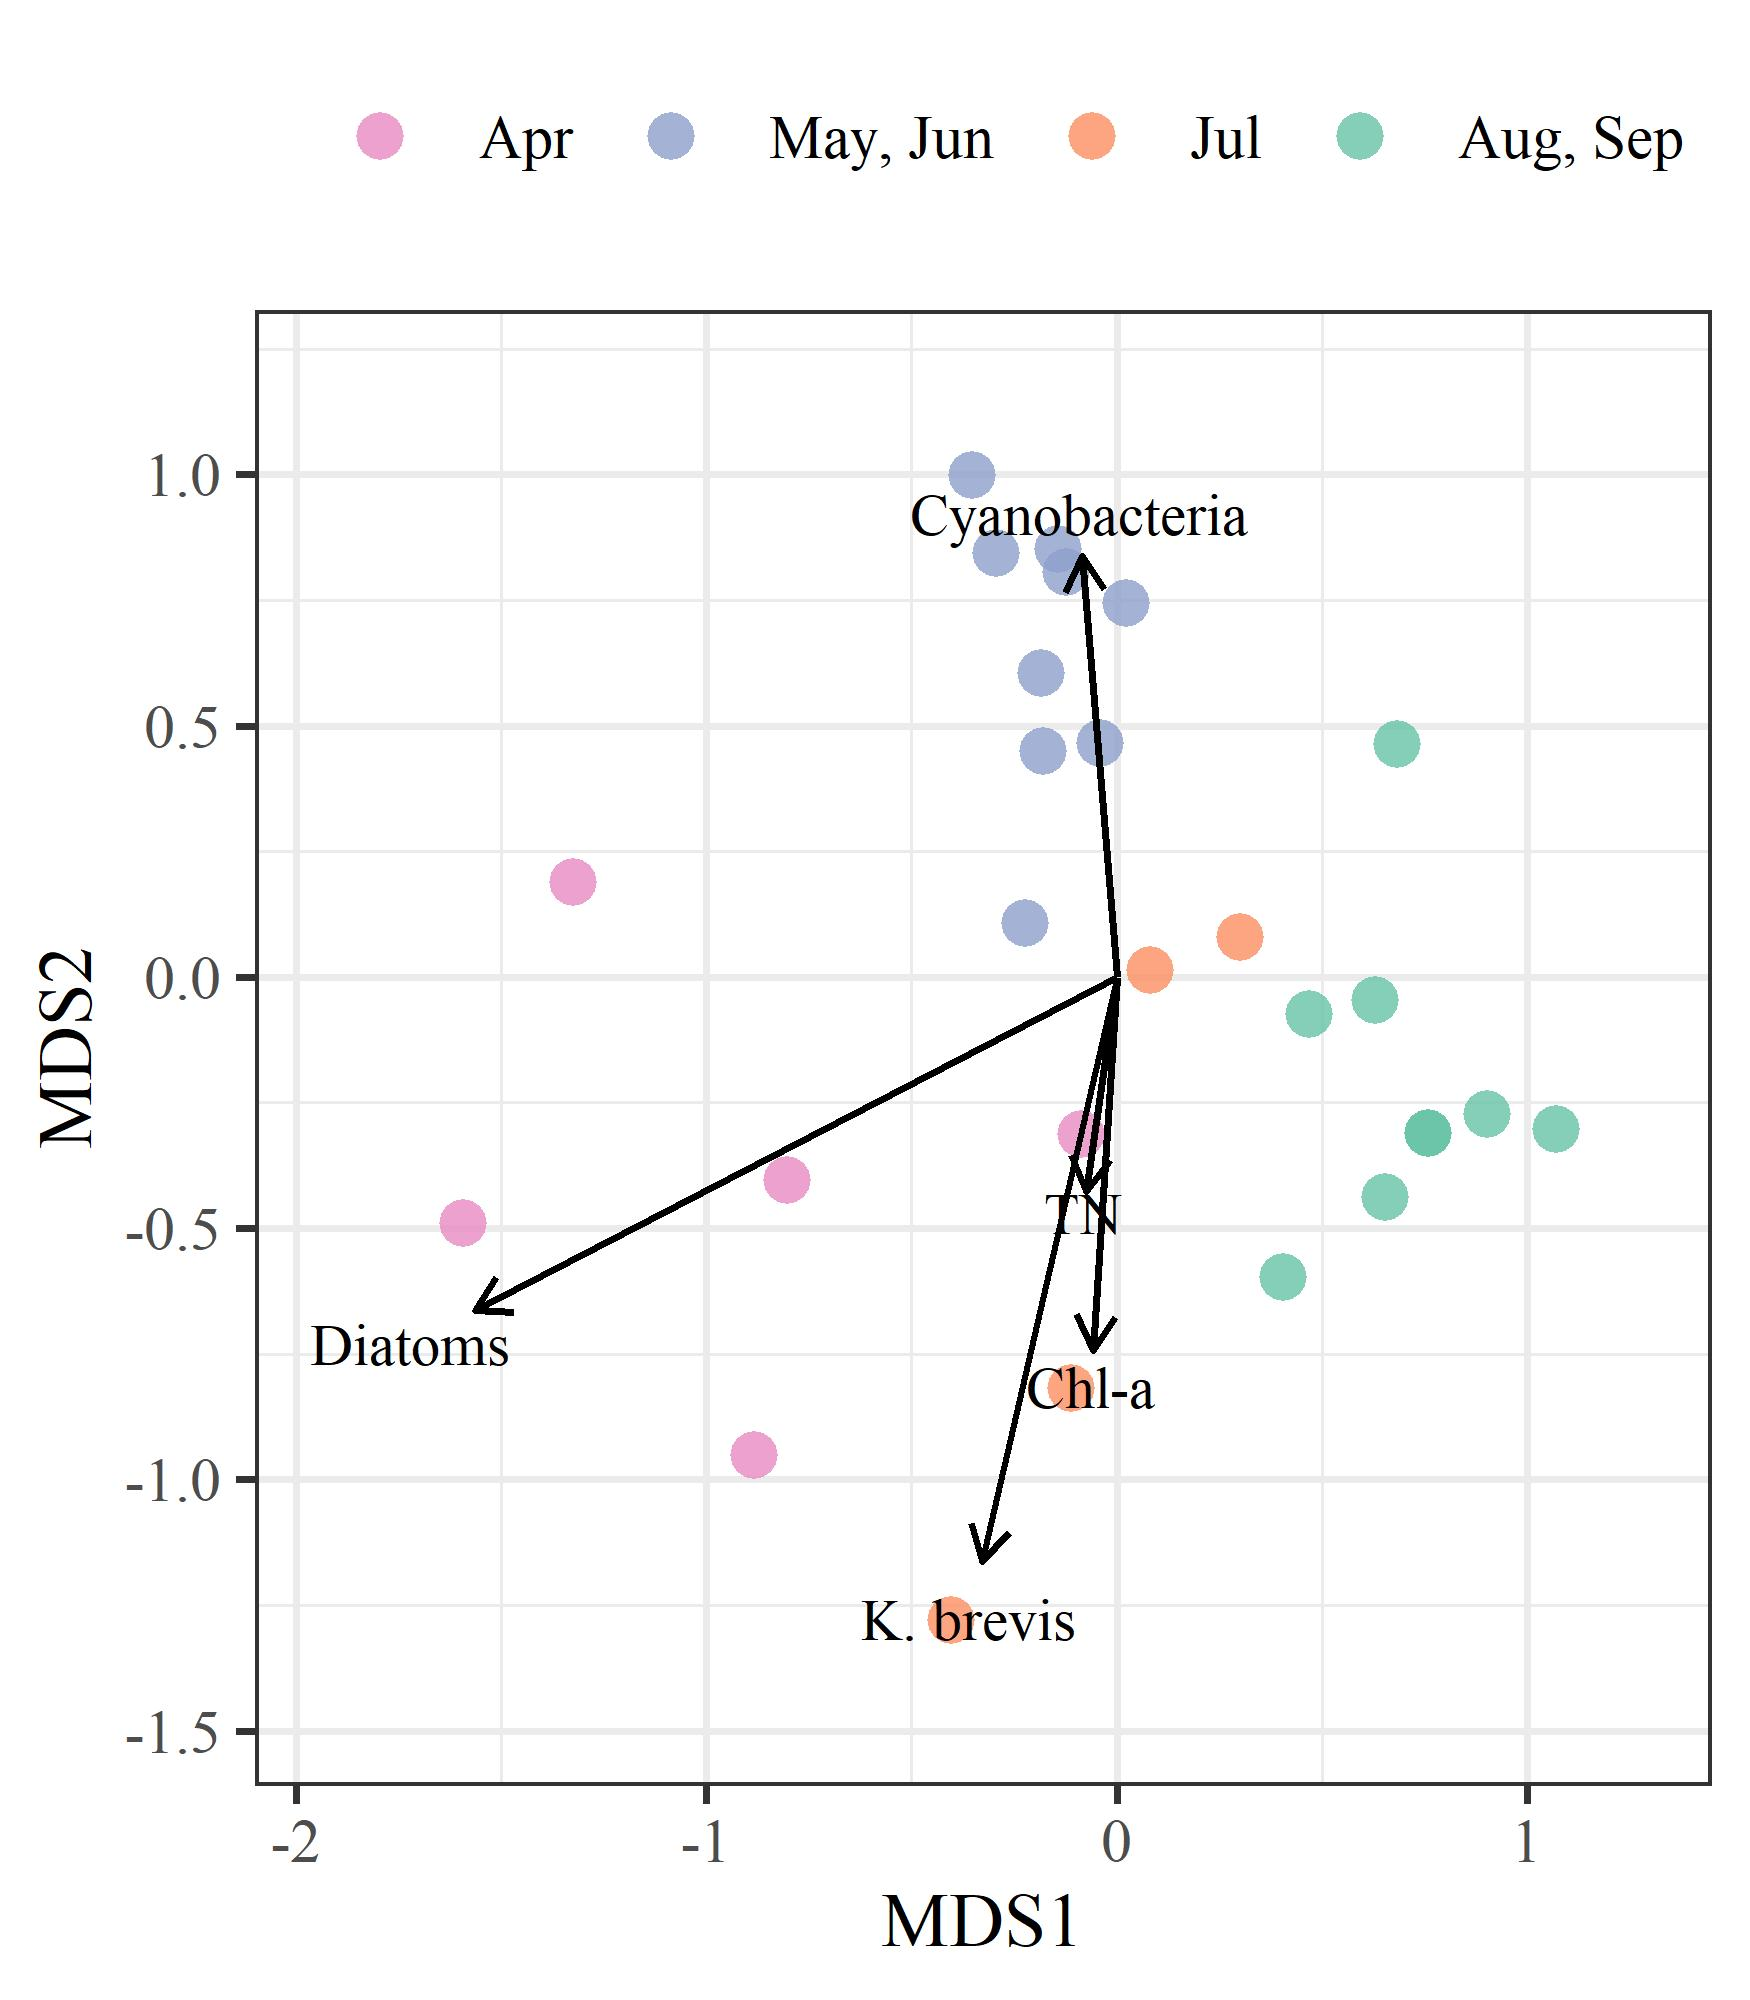 Apr May, Jun Jul Aug, Sep
1.0
0.5
0.0
-0.5
-1.0
-1.5
MDS2
Cyanobacteria
TN
Diatoms
Chl-a
K. brevis
-2 -1 0 1
MDS1